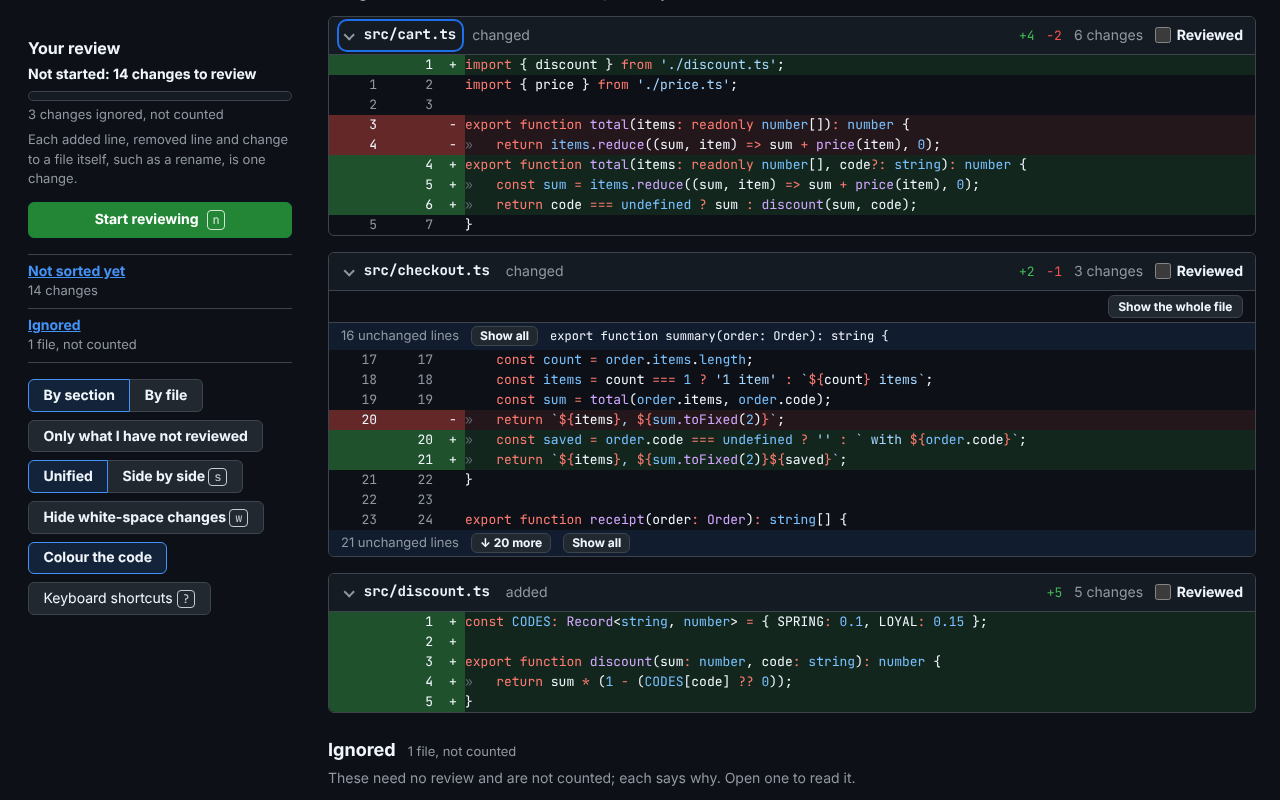 Your review
Not started: 14 changes to review
3 changes ignored, not counted
Each added line, removed line and change
to a file itself, such as a rename, is one
change.
Start reviewing n
Not sorted yet
14 changes
Ignored
1 file, not counted
By section By file
Only what I have not reviewed
Unified Side by side s
Hide white-space changes w
Colour the code
Keyboard shortcuts ?
src/cart.ts changed +4 -2 6 changes Reviewed
1 + import { discount } from './discount.ts';
1 2 import { price } from './price.ts';
2 3
3 - export function total(items: readonly number[]): number {
4 - » return items.reduce((sum, item) => sum + price(item), 0);
4 + export function total(items: readonly number[], code?: string): number {
5 + » const sum = items.reduce((sum, item) => sum + price(item), 0);
6 + » return code === undefined ? sum : discount(sum, code);
5 7 }
src/checkout.ts changed +2 -1 3 changes Reviewed
Show the whole file
16 unchanged lines Show all export function summary(order: Order): string {
17 17 const count = order.items.length;
18 18 const items = count === 1 ? '1 item' : `${count} items`;
19 19 const sum = total(order.items, order.code);
20 - » return `${items}, ${sum.toFixed(2)}`;
20 + » const saved = order.code === undefined ? '' : ` with ${order.code}`;
21 + » return `${items}, ${sum.toFixed(2)}${saved}`;
21 22 }
22 23
23 24 export function receipt(order: Order): string[] {
21 unchanged lines ↓ 20 more Show all
src/discount.ts added +5 5 changes Reviewed
1 + const CODES: Record<string, number> = { SPRING: 0.1, LOYAL: 0.15 };
2 +
3 + export function discount(sum: number, code: string): number {
4 + » return sum * (1 - (CODES[code] ?? 0));
5 + }
Ignored 1 file, not counted
These need no review and are not counted; each says why. Open one to read it.